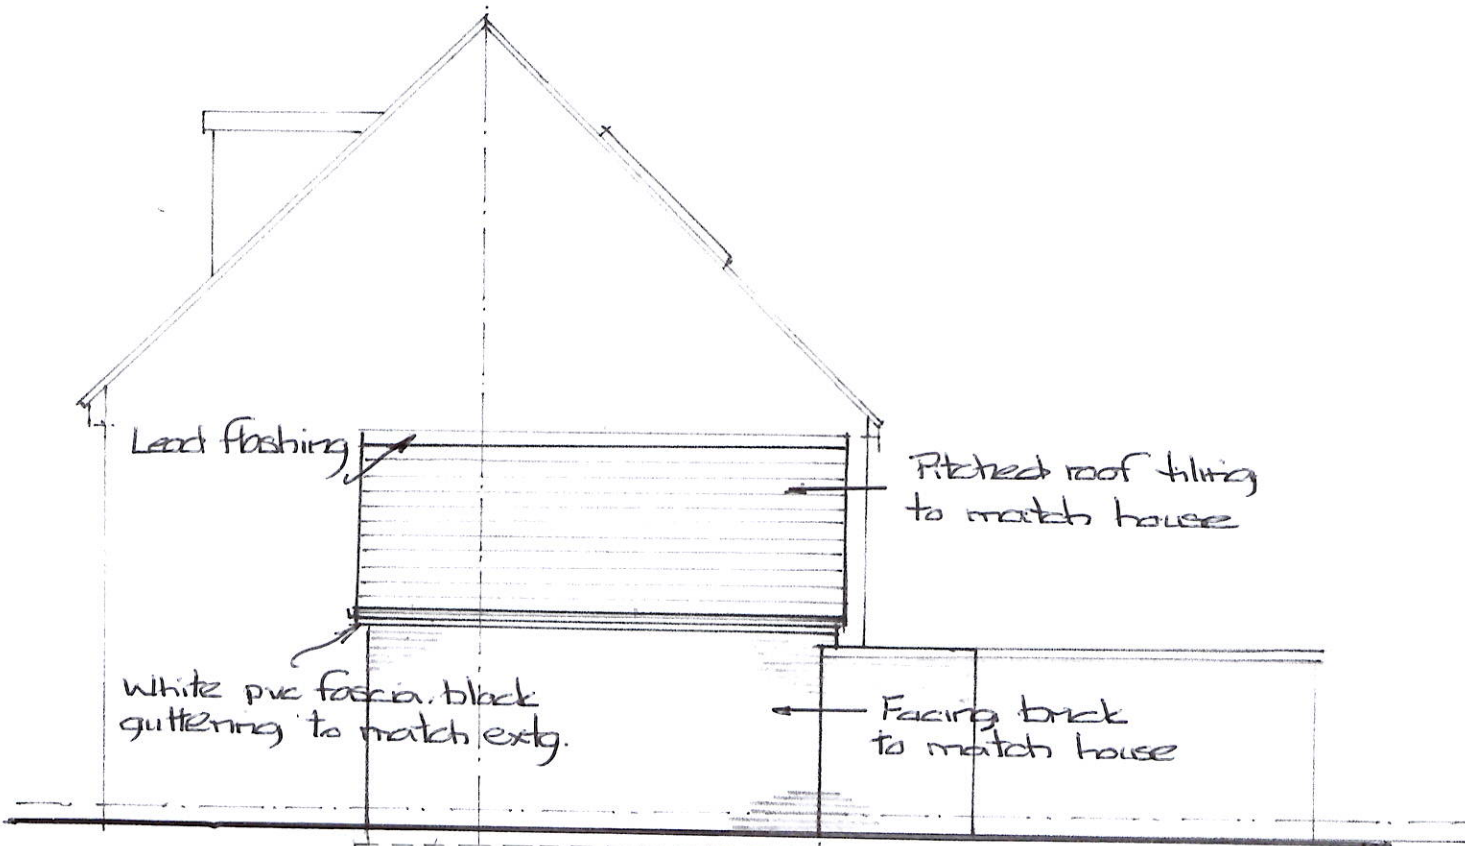 Lead flashing
Pitched roof tiling
to match house
White pvc fascia. black
guttering to match extg.
Facing brick
to match house